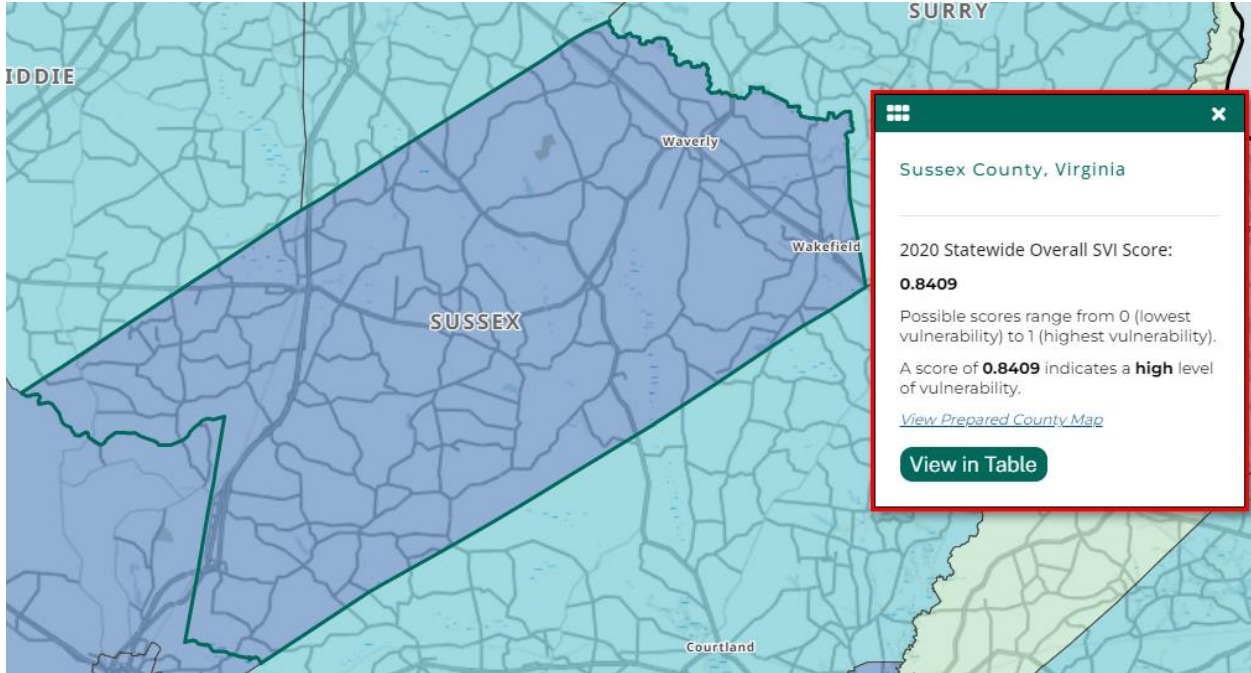 SURRY
IDDIE
Waverly
Wakefield
SUSSEX
Courtland
Sussex County, Virginia
2020 Statewide Overall SVI Score:
0.8409
Possible scores range from 0 (lowest
vulnerability) to 1 (highest vulnerability).
A score of 0.8409 indicates a high level
of vulnerability.
View Prepared County Map
View in Table